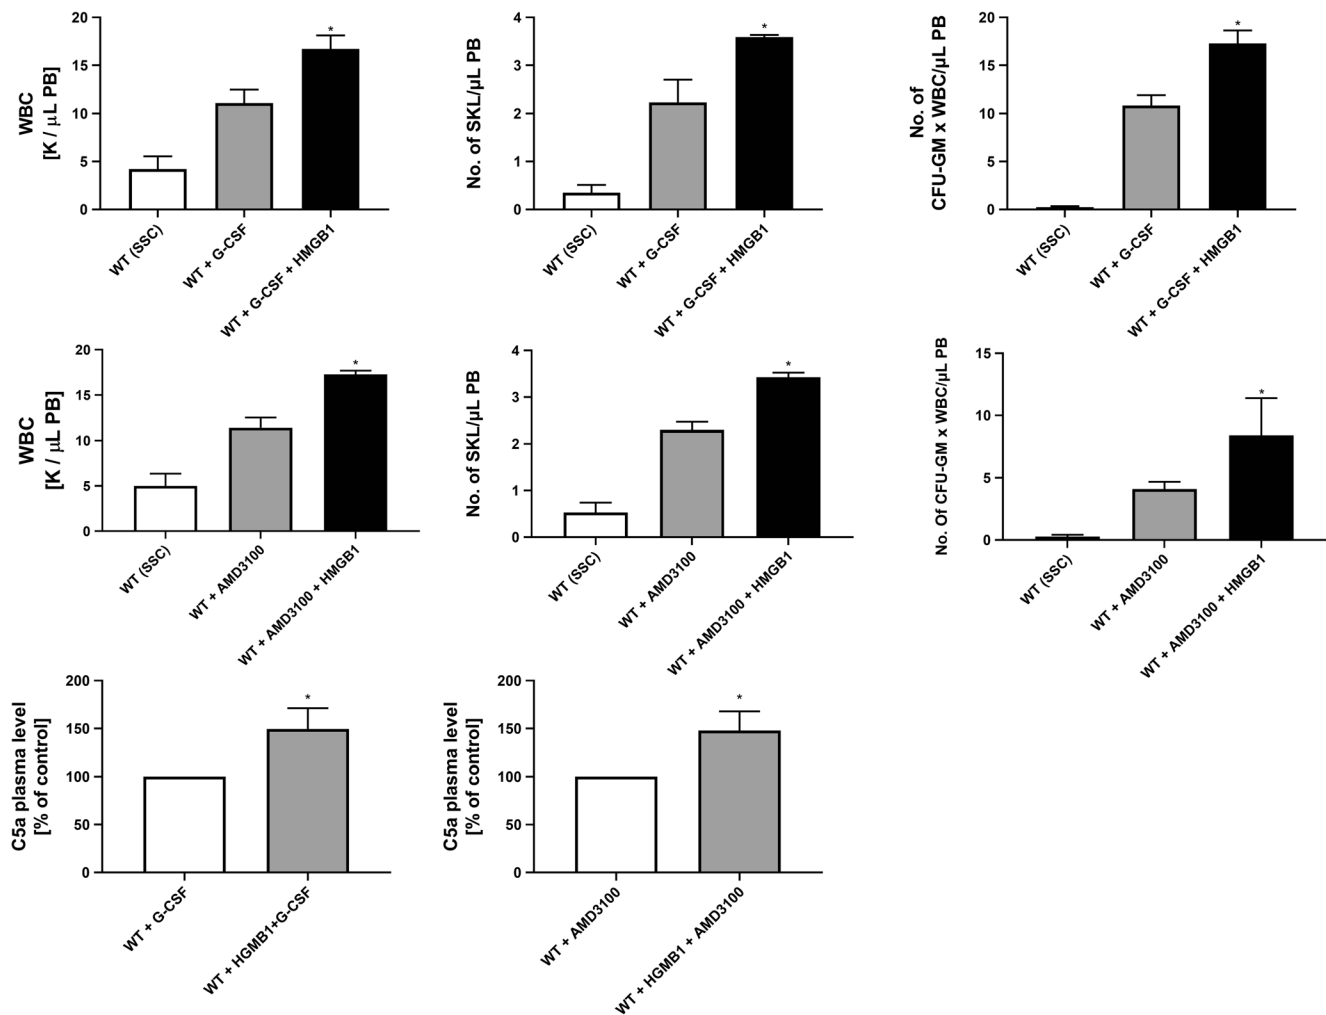 WBC
[K / μL PB]
20
15
10
5
0
*
WT (SSC)
WT + G-CSF
WT + G-CSF + HMGB1
No. of SKL/μL PB
4
3
2
1
0
*
WT (SSC)
WT + G-CSF
WT + G-CSF + HMGB1
No. of
CFU-GM x WBC/μL PB
20
15
10
5
0
*
WT (SSC)
WT + G-CSF
WT + G-CSF + HMGB1
WBC
[K / μL PB]
20
15
10
5
0
*
WT (SSC)
WT + AMD3100
WT + AMD3100 + HMGB1
No. of SKL/μL PB
4
3
2
1
0
*
WT (SSC)
WT + AMD3100
WT + AMD3100 + HMGB1
No. Of CFU-GM x WBC/μL PB
15
10
5
0
*
WT (SSC)
WT + AMD3100
WT + AMD3100 + HMGB1
C5a plasma level
[% of control]
200
150
100
50
0
*
WT + G-CSF
WT + HGMB1+G-CSF
C5a plasma level
[% of control]
200
150
100
50
0
*
WT + AMD3100
WT + HGMB1 + AMD3100